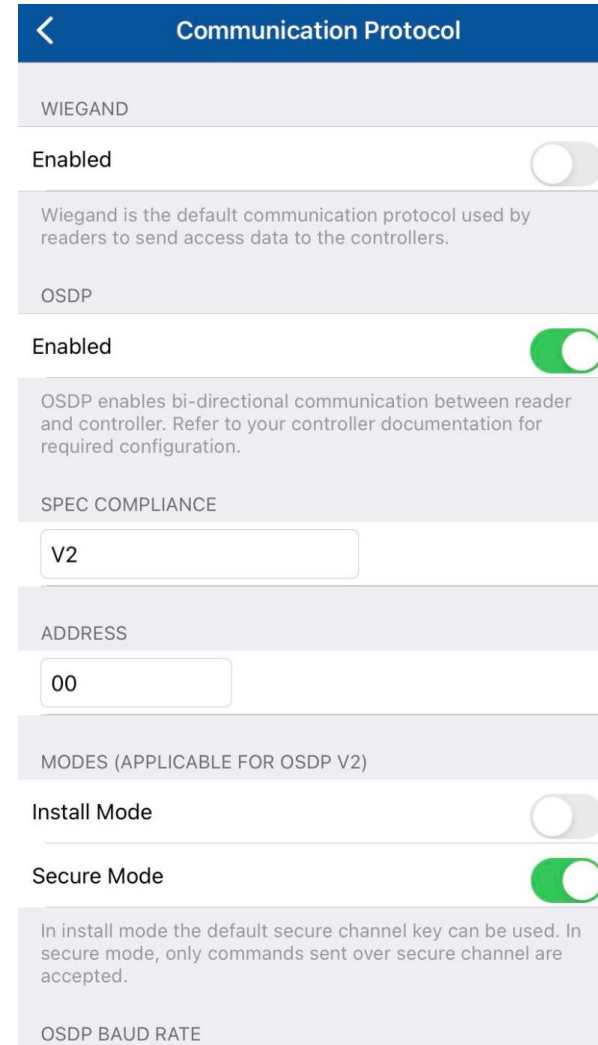 Communication Protocol
WIEGAND
Enabled
Wiegand is the default communication protocol used by
readers to send access data to the controllers.
OSDP
Enabled
OSDP enables bi-directional communication between reader
and controller. Refer to your controller documentation for
required configuration.
SPEC COMPLIANCE
V2
ADDRESS
00
MODES (APPLICABLE FOR OSDP V2)
Install Mode
Secure Mode
In install mode the default secure channel key can be used. In
secure mode, only commands sent over secure channel are
accepted.
OSDP BAUD RATE